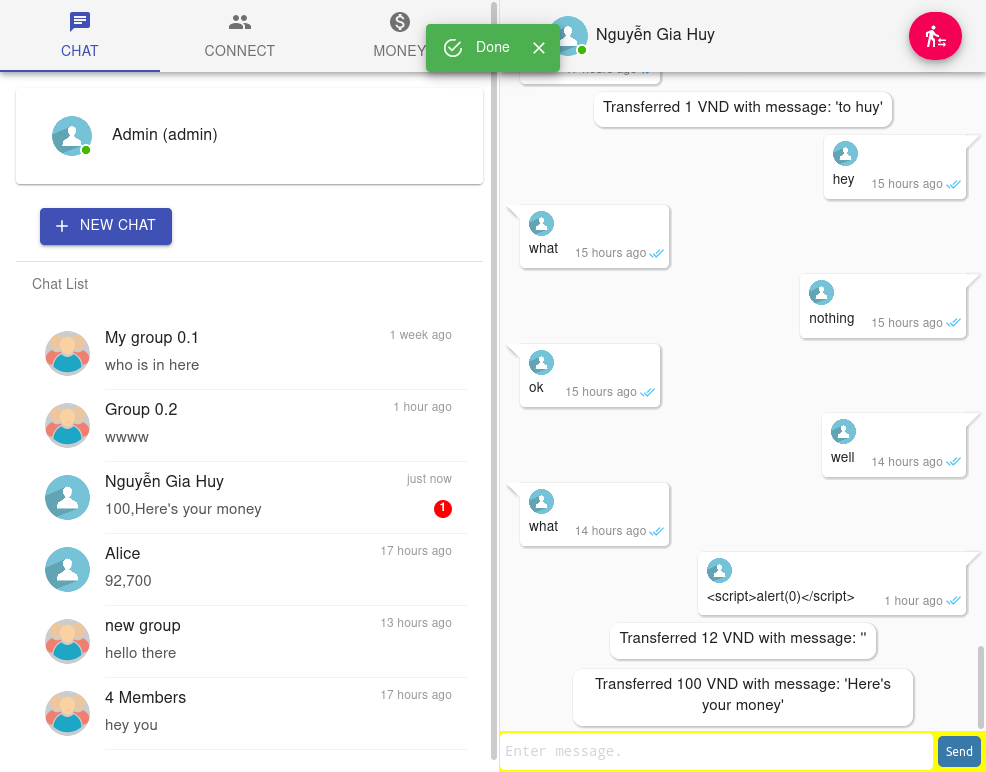 CHAT
CONNECT
MONEY
Done
Nguyễn Gia Huy
Admin (admin)
NEW CHAT
Chat List
My group 0.1
1 week ago
who is in here
Group 0.2
1 hour ago
wwww
Nguyễn Gia Huy
just now
100,Here's your money
1
Alice
17 hours ago
92,700
new group
13 hours ago
hello there
4 Members
17 hours ago
hey you
17 hours ago
Transferred 1 VND with message: 'to huy'
hey
15 hours ago
what
15 hours ago
nothing
15 hours ago
ok
15 hours ago
well
14 hours ago
what
14 hours ago
<script>alert(0)</script>
1 hour ago
Transferred 12 VND with message: ''
Transferred 100 VND with message: 'Here's
your money'
Enter message.
Send